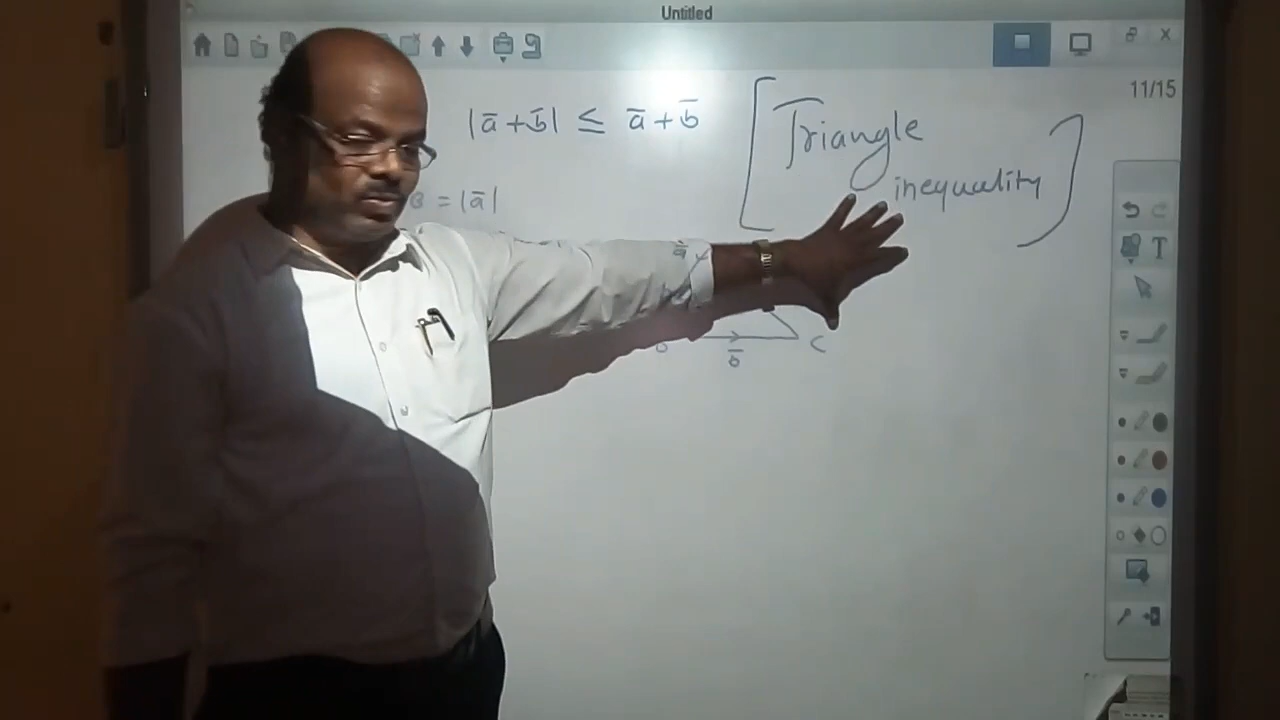 Untitled
11/15
|a̅ + b̅| ≤ a̅ + b̅ [Triangle
inequality]
B = |a̅|
a̅
C
b̅
T